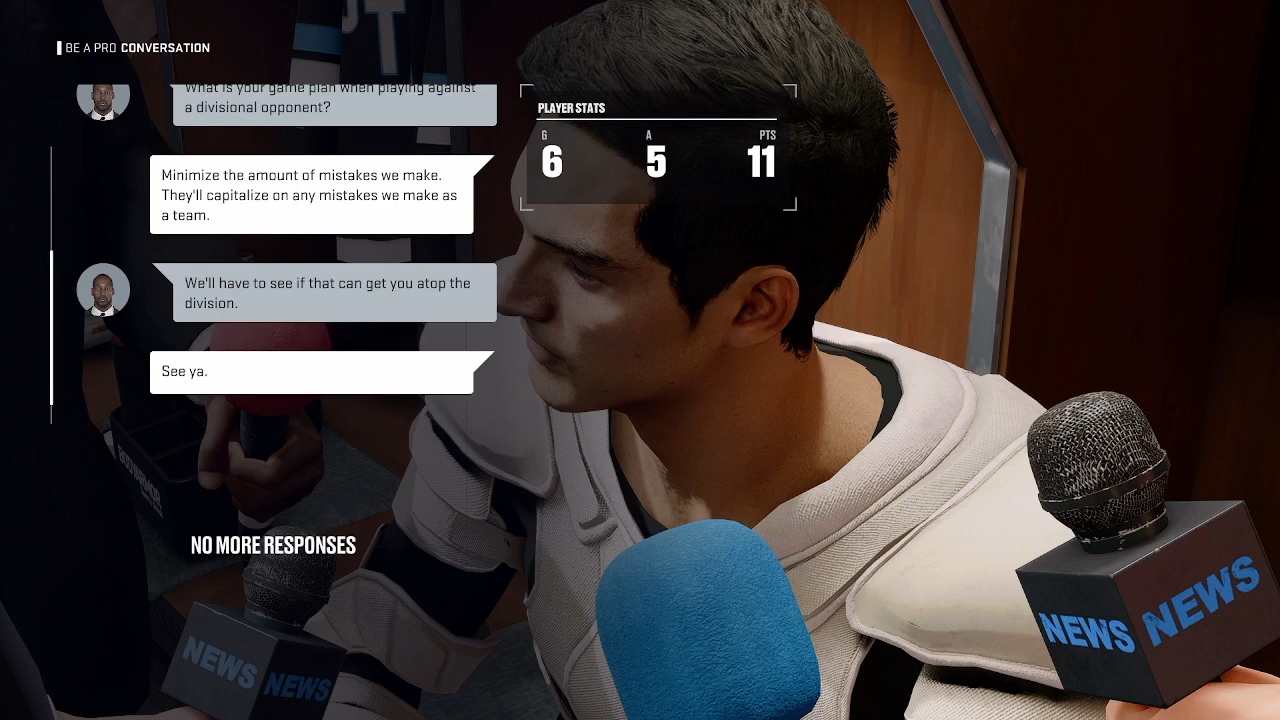 BE A PRO CONVERSATION
What is your game plan when playing against
a divisional opponent?
PLAYER STATS
G A PTS
6 5 11
Minimize the amount of mistakes we make.
They'll capitalize on any mistakes we make as
a team.
We'll have to see if that can get you atop the
division.
See ya.
BODYARMOR
NO MORE RESPONSES
NEWS NEWS
NEWS NEWS